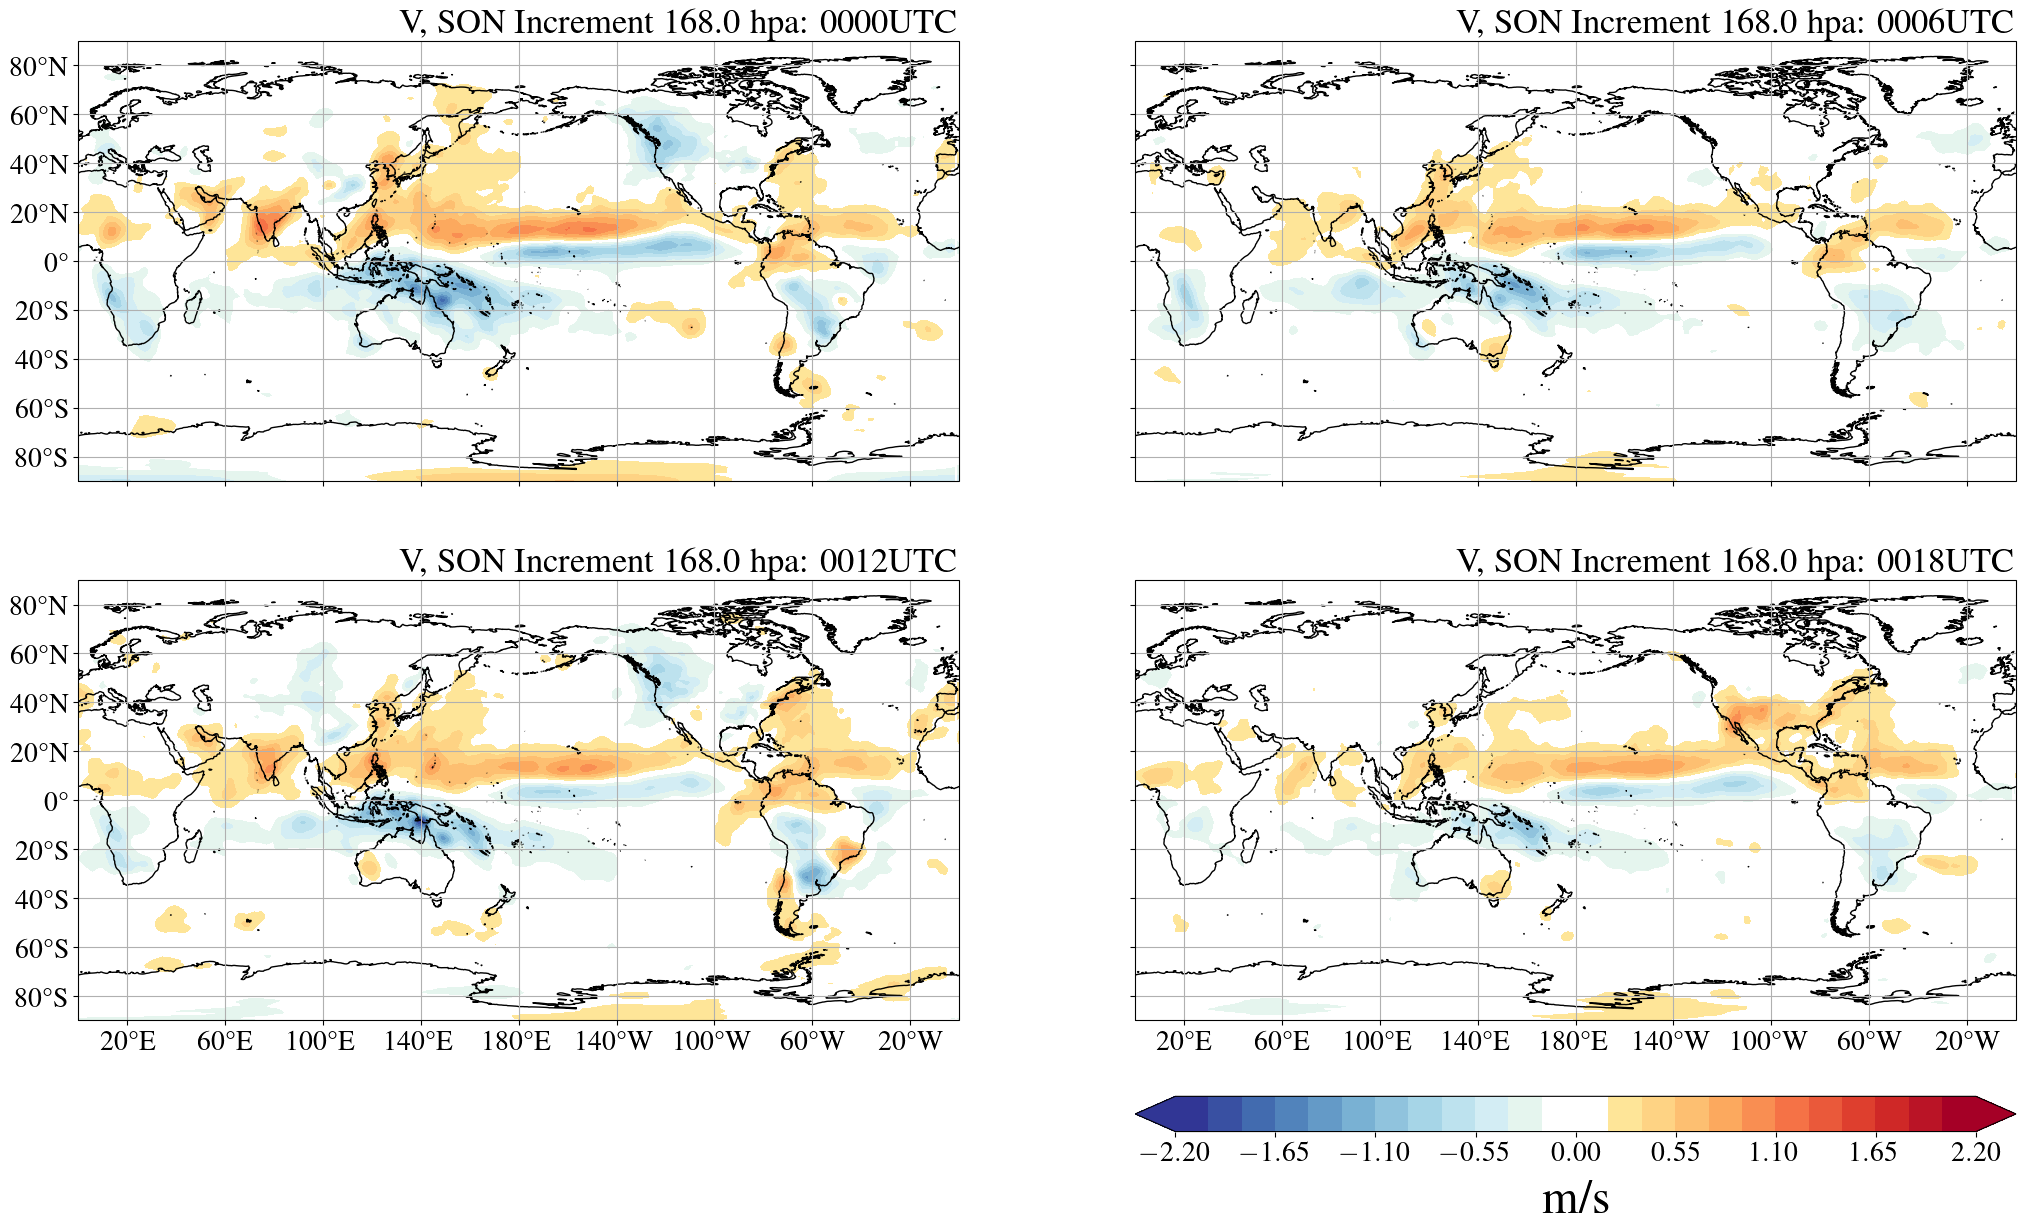 V, SON Increment 168.0 hpa: 0000UTC
V, SON Increment 168.0 hpa: 0006UTC
80°N
60°N
40°N
20°N
0°
20°S
40°S
60°S
80°S
V, SON Increment 168.0 hpa: 0012UTC
V, SON Increment 168.0 hpa: 0018UTC
80°N
60°N
40°N
20°N
0°
20°S
40°S
60°S
80°S
20°E 60°E 100°E 140°E 180°E 140°W 100°W 60°W 20°W
20°E 60°E 100°E 140°E 180°E 140°W 100°W 60°W 20°W
−2.20 −1.65 −1.10 −0.55 0.00 0.55 1.10 1.65 2.20
m/s